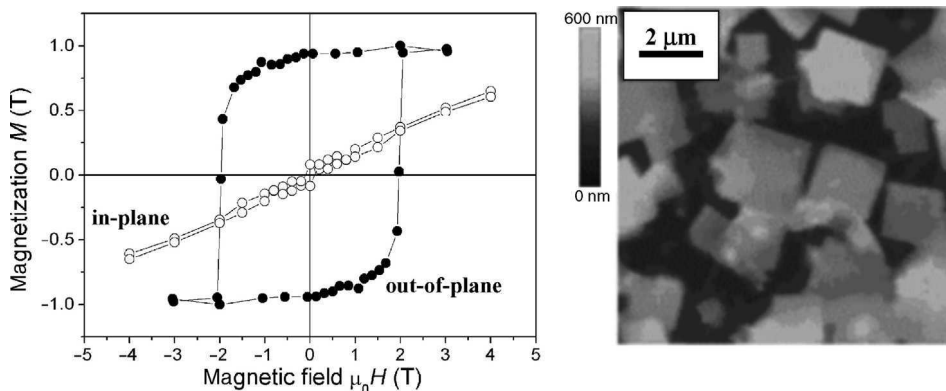 Magnetization M (T)
1.0
0.5
0.0
−0.5
−1.0
in-plane
out-of-plane
−5 −4 −3 −2 −1 0 1 2 3 4 5
Magnetic field μ₀H (T)
600 nm
0 nm
2 μm